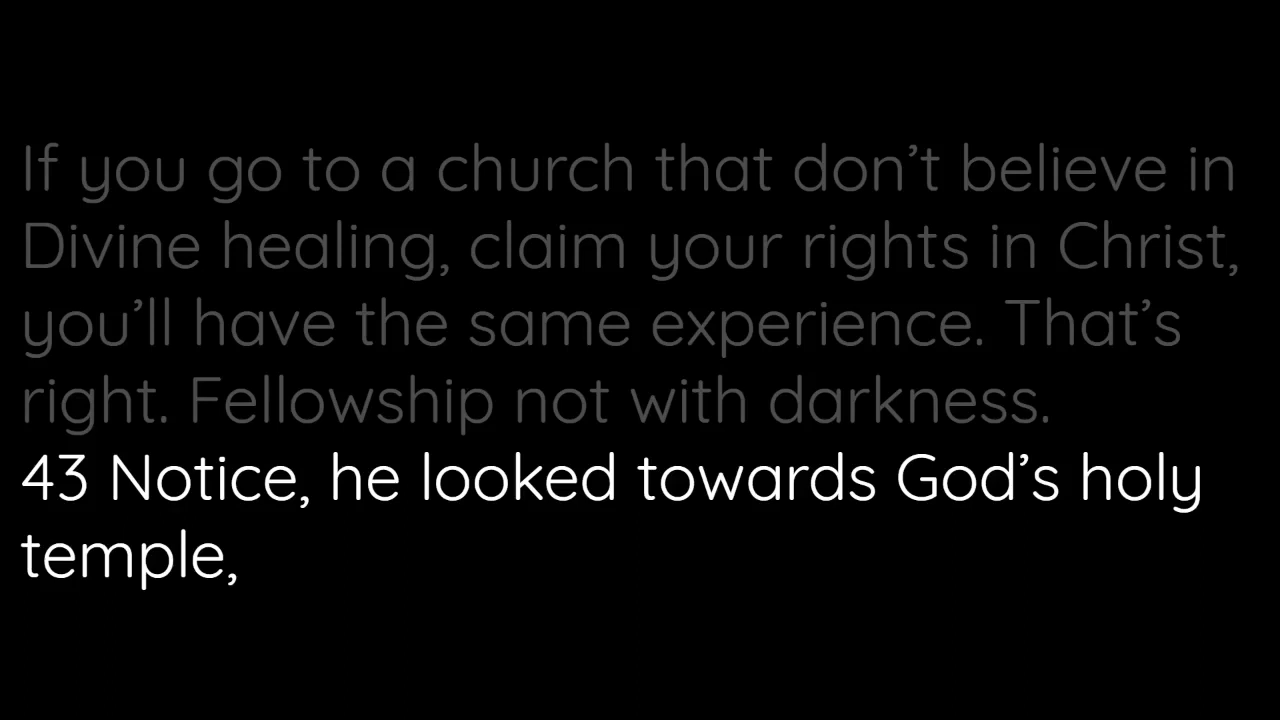 If you go to a church that don’t believe in
Divine healing, claim your rights in Christ,
you’ll have the same experience. That’s
right. Fellowship not with darkness.
43 Notice, he looked towards God’s holy
temple,